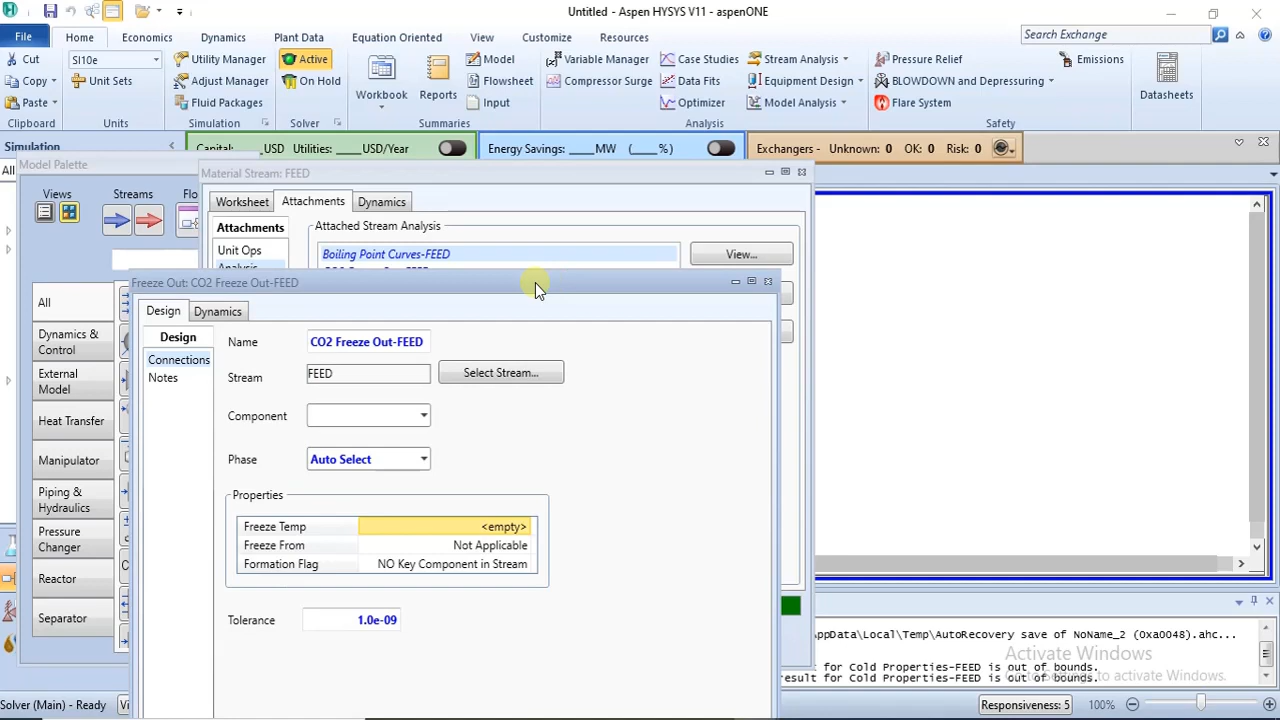 Untitled - Aspen HYSYS V11 - aspenONE
File
Home
Economics
Dynamics
Plant Data
Equation Oriented
View
Customize
Resources
Search Exchange
Cut
Copy
Paste
Clipboard
SI10e
Unit Sets
Units
Utility Manager
Adjust Manager
Fluid Packages
Simulation
Active
On Hold
Solver
Workbook
Reports
Model
Flowsheet
Input
Summaries
Variable Manager
Compressor Surge
Case Studies
Data Fits
Optimizer
Stream Analysis
Equipment Design
Model Analysis
Analysis
Pressure Relief
BLOWDOWN and Depressuring
Flare System
Emissions
Safety
Datasheets
Simulation
Capital: USD Utilities: ____ USD/Year
Energy Savings: ____ MW (____ %)
Exchangers - Unknown: 0 OK: 0 Risk: 0
All
Model Palette
Views
Streams
Flo
All
Dynamics & Control
External Model
Heat Transfer
Manipulator
Piping & Hydraulics
Pressure Changer
Reactor
Separator
Material Stream: FEED
Worksheet
Attachments
Dynamics
Attachments
Unit Ops
Analysis
Attached Stream Analysis
Boiling Point Curves-FEED
View...
Freeze Out: CO2 Freeze Out-FEED
Design
Dynamics
Design
Connections
Notes
Name
CO2 Freeze Out-FEED
Stream
FEED
Select Stream...
Component
Phase
Auto Select
Properties
Freeze Temp <empty>
Freeze From Not Applicable
Formation Flag NO Key Component in Stream
Tolerance
1.0e-09
AppData\Local\Temp\AutoRecovery save of NoName_2 (0xa0048).ahc...
Activate Windows
ult for Cold Properties-FEED is out of bounds.
result for Cold Properties-FEED is out of bounds.
Solver (Main) - Ready
Responsiveness: 5
100%